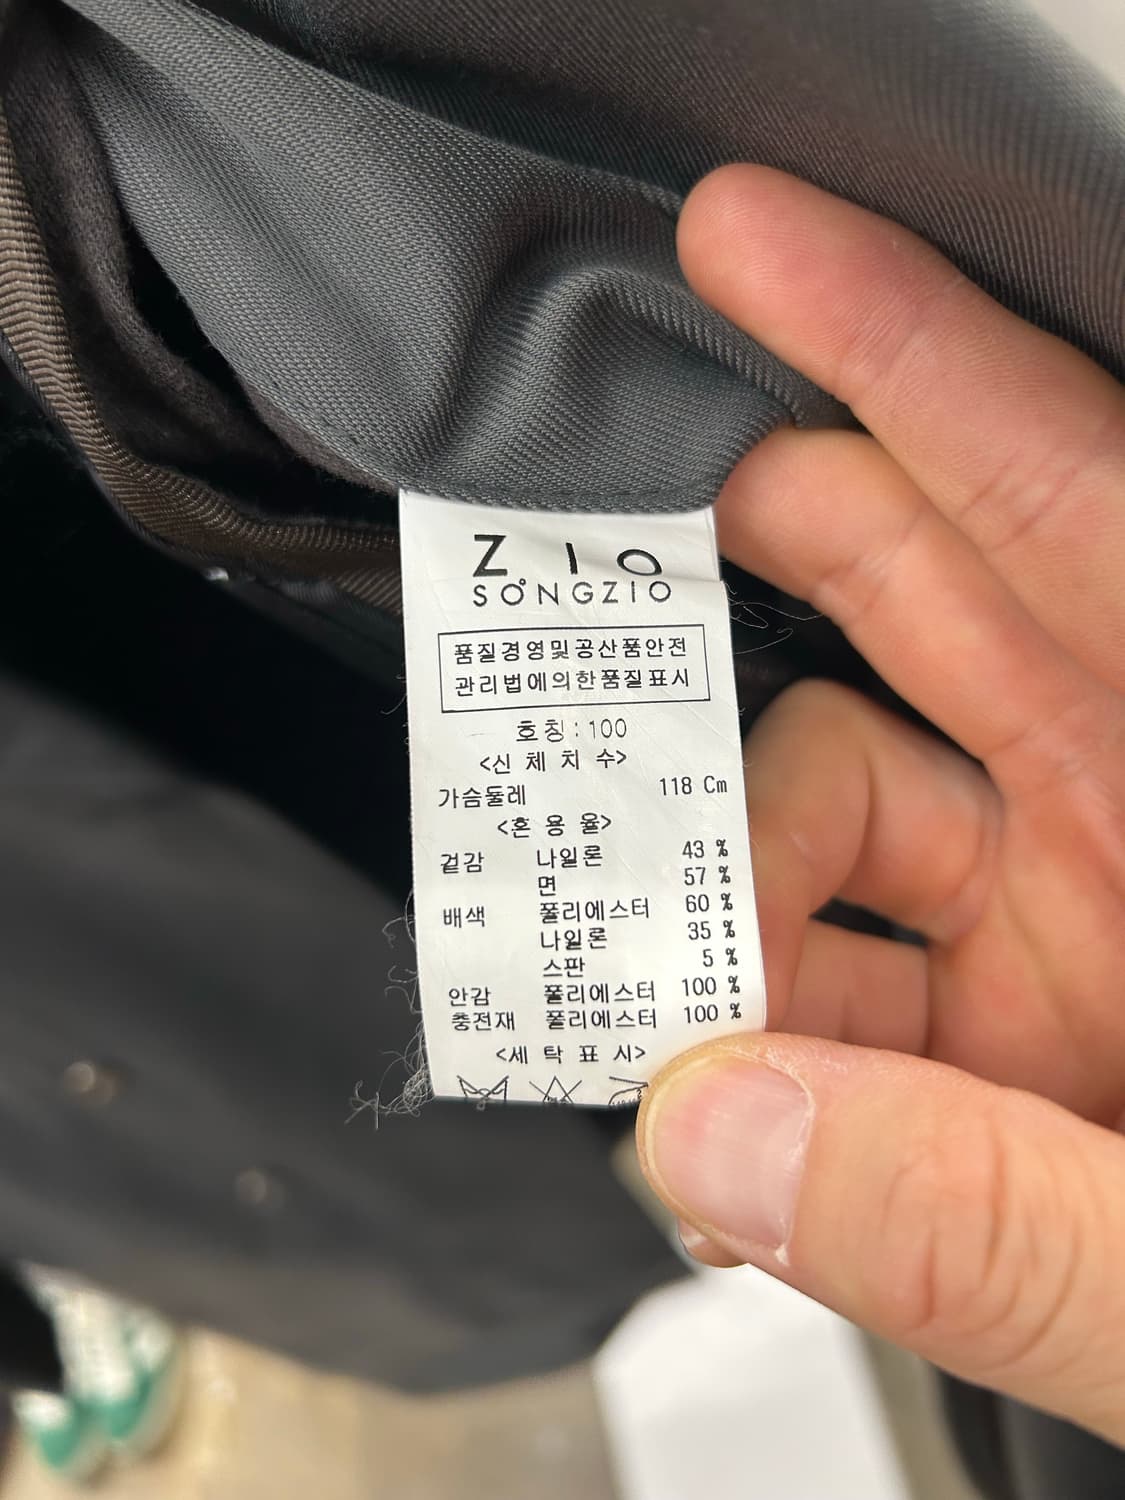 ZIO
SONGZIO
품질경영및공산품안전
관리법에의한품질표시
호칭:100
<신 체 치 수>
가슴둘레 118 Cm
<혼 용 율>
겉감 나일론 43 %
면 57 %
배색 폴리에스터 60 %
나일론 35 %
스판 5 %
안감 폴리에스터 100 %
충전재 폴리에스터 100 %
<세 탁 표 시>